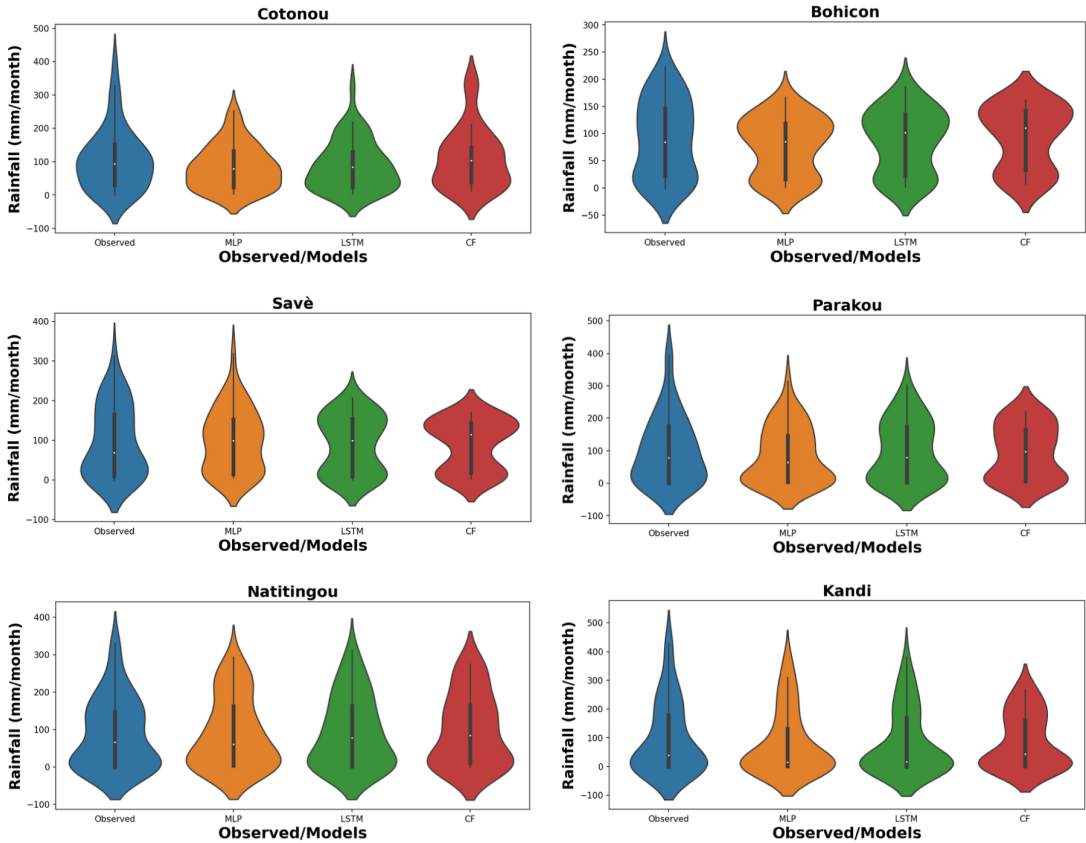 Cotonou
Rainfall (mm/month)
500
400
300
200
100
0
−100
Observed MLP LSTM CF
Observed/Models
Bohicon
Rainfall (mm/month)
300
250
200
150
100
50
0
−50
Observed MLP LSTM CF
Observed/Models
Savè
Rainfall (mm/month)
400
300
200
100
0
−100
Observed MLP LSTM CF
Observed/Models
Parakou
Rainfall (mm/month)
500
400
300
200
100
0
−100
Observed MLP LSTM CF
Observed/Models
Natitingou
Rainfall (mm/month)
400
300
200
100
0
−100
Observed MLP LSTM CF
Observed/Models
Kandi
Rainfall (mm/month)
500
400
300
200
100
0
−100
Observed MLP LSTM CF
Observed/Models